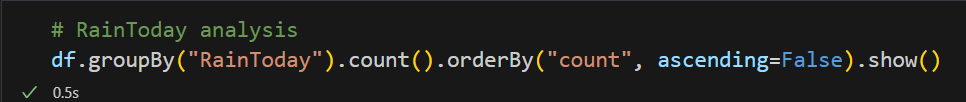 # RainToday analysis
df.groupBy("RainToday").count().orderBy("count", ascending=False).show()
0.5s